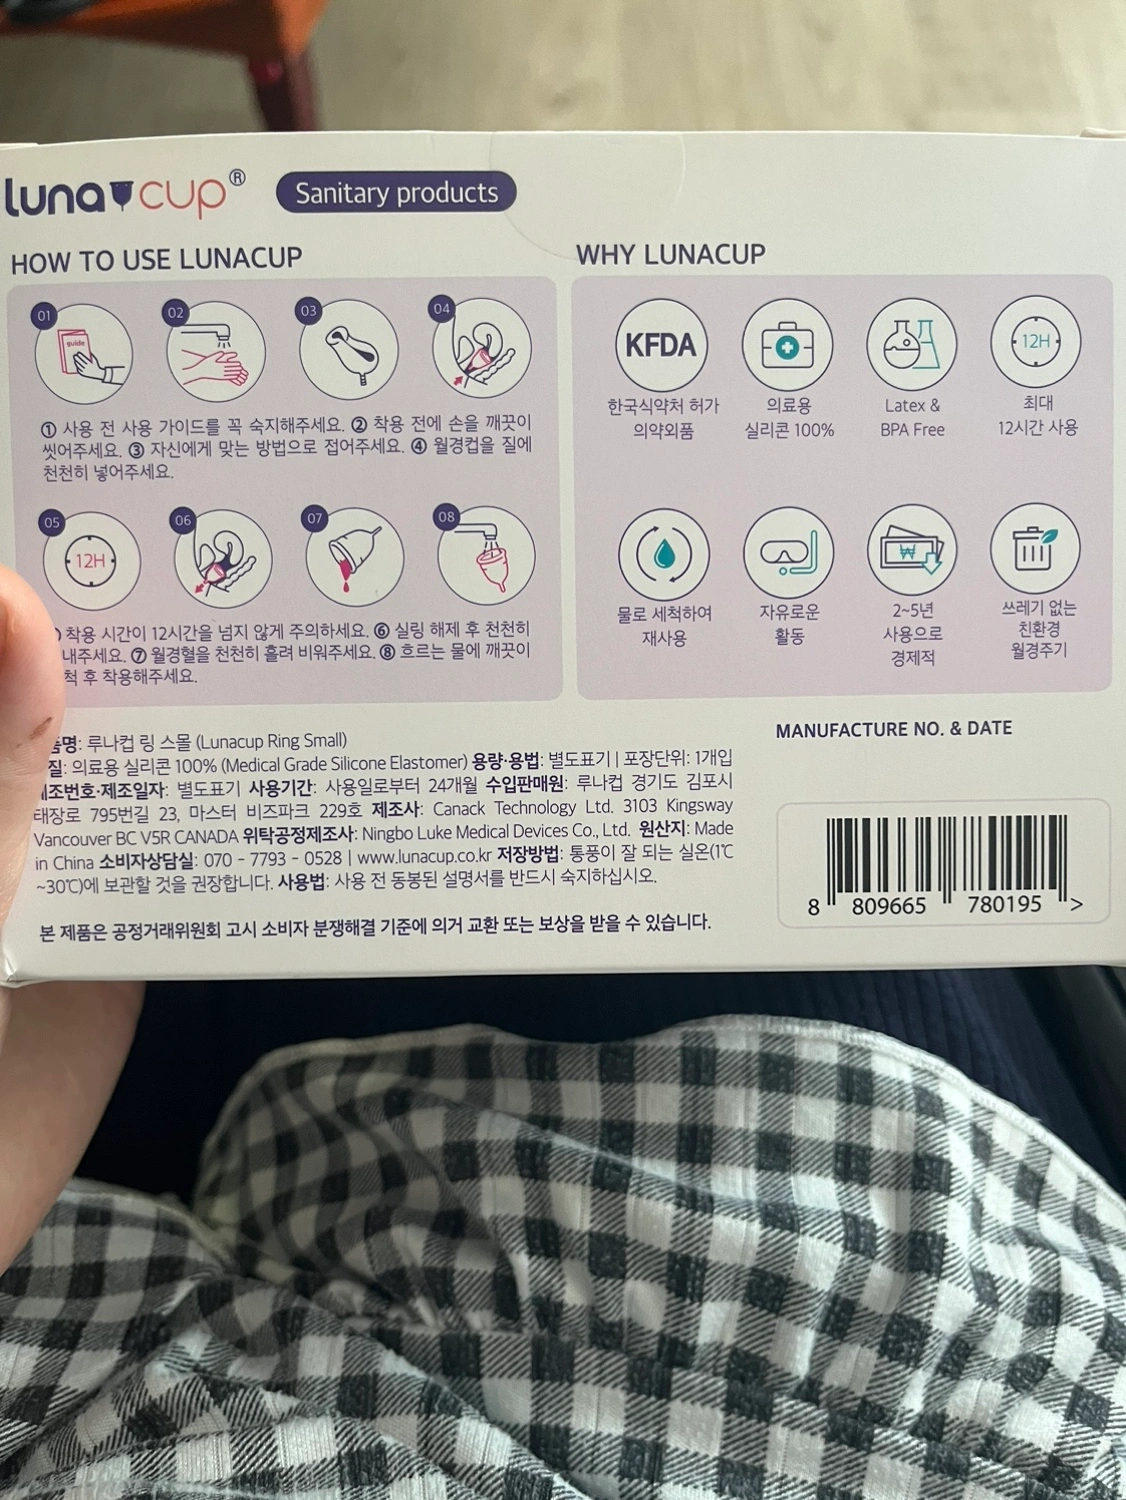 lunacup®
Sanitary products
HOW TO USE LUNACUP
01
02
03
04
guide
① 사용 전 사용 가이드를 꼭 숙지해주세요. ② 착용 전에 손을 깨끗이
씻어주세요. ③ 자신에게 맞는 방법으로 접어주세요. ④ 월경컵을 질에
천천히 넣어주세요.
05
06
07
08
12H
착용 시간이 12시간을 넘지 않게 주의하세요. ⑥ 실링 해제 후 천천히
내주세요. ⑦ 월경혈을 천천히 흘려 비워주세요. ⑧ 흐르는 물에 깨끗이
척 후 착용해주세요.
WHY LUNACUP
KFDA
12H
한국식약처 허가
의약외품
의료용
실리콘 100%
Latex &
BPA Free
최대
12시간 사용
₩
물로 세척하여
재사용
자유로운
활동
2~5년
사용으로
경제적
쓰레기 없는
친환경
월경주기
명: 루나컵 링 스몰 (Lunacup Ring Small)
질: 의료용 실리콘 100% (Medical Grade Silicone Elastomer) 용량·용법: 별도표기 | 포장단위: 1개입
조번호·제조일자: 별도표기 사용기간: 사용일로부터 24개월 수입판매원: 루나컵 경기도 김포시
태장로 795번길 23, 마스터 비즈파크 229호 제조사: Canack Technology Ltd. 3103 Kingsway
Vancouver BC V5R CANADA 위탁공정제조사: Ningbo Luke Medical Devices Co., Ltd. 원산지: Made
in China 소비자상담실: 070 - 7793 - 0528 | www.lunacup.co.kr 저장방법: 통풍이 잘 되는 실온(1℃
~30℃)에 보관할 것을 권장합니다. 사용법: 사용 전 동봉된 설명서를 반드시 숙지하십시오.
본 제품은 공정거래위원회 고시 소비자 분쟁해결 기준에 의거 교환 또는 보상을 받을 수 있습니다.
MANUFACTURE NO. & DATE
8 809665 780195 >